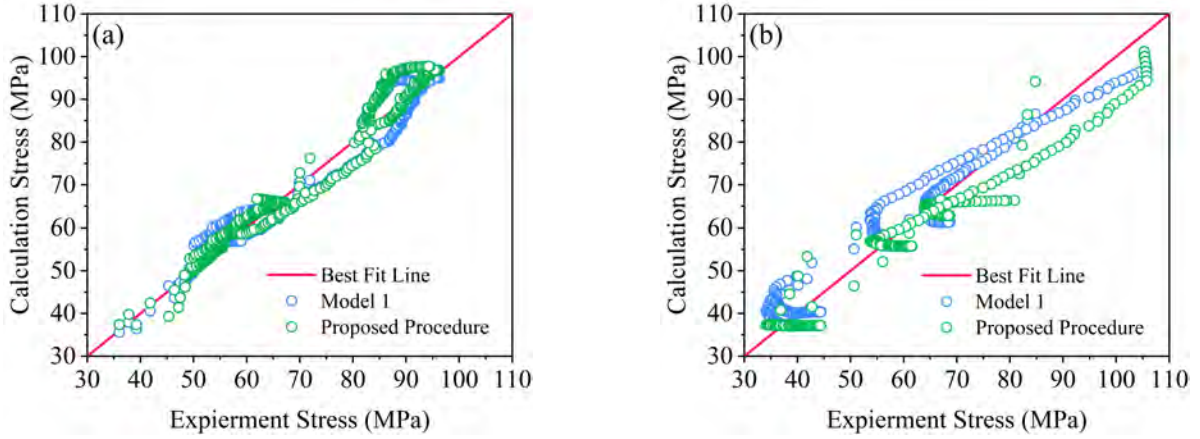 (a)
110
100
90
80
70
60
50
40
30
Calculation Stress (MPa)
Best Fit Line
Model 1
Proposed Procedure
30 40 50 60 70 80 90 100 110
Expierment Stress (MPa)
(b)
110
100
90
80
70
60
50
40
30
Calculation Stress (MPa)
Best Fit Line
Model 1
Proposed Procedure
30 40 50 60 70 80 90 100 110
Expierment Stress (MPa)